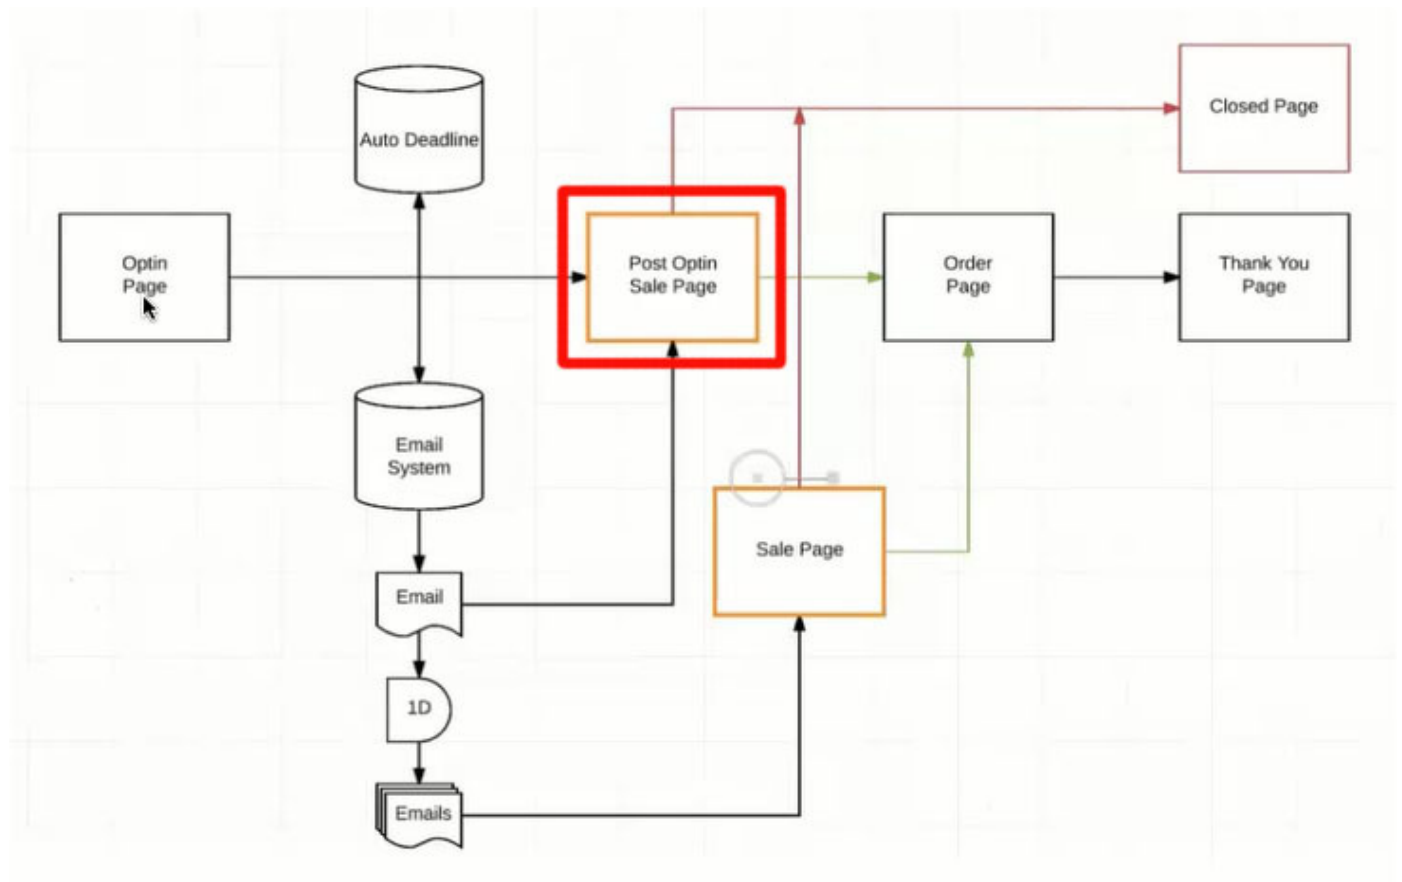 Closed Page
Auto Deadline
Optin
Page
Post Optin
Sale Page
Order
Page
Thank You
Page
Email
System
Sale Page
Email
1D
Emails